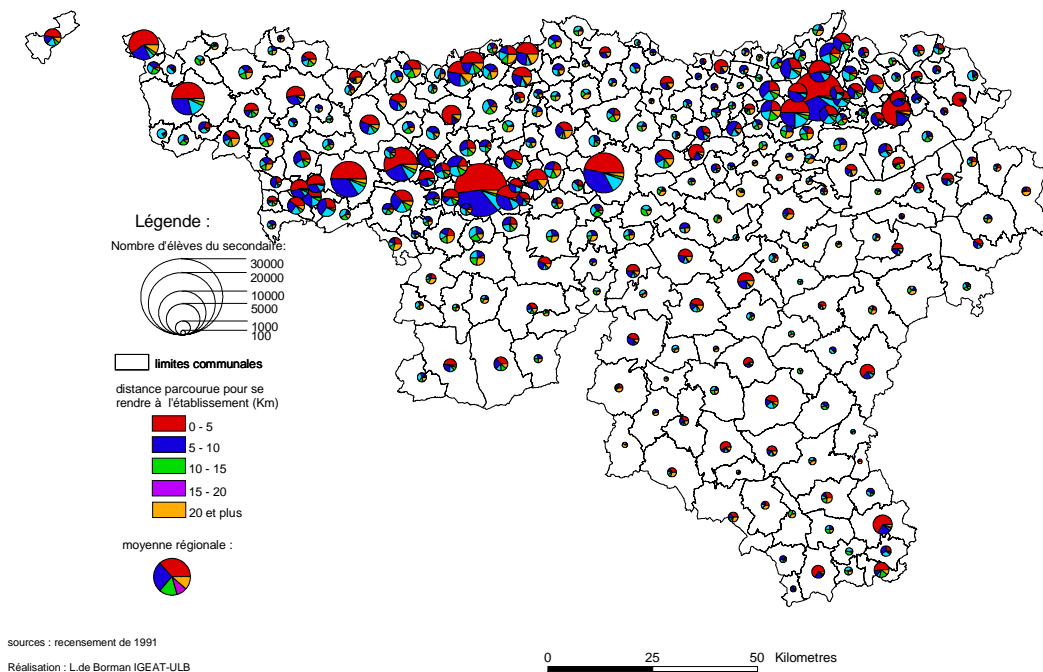 Légende :
Nombre d'élèves du secondaire:
30000
20000
10000
5000
1000
100
limites communales
distance parcourue pour se
rendre à l'établissement (Km)
0 - 5
5 - 10
10 - 15
15 - 20
20 et plus
moyenne régionale :
sources : recensement de 1991
Réalisation : L.de Borman IGEAT-ULB
0 25 50 Kilometres